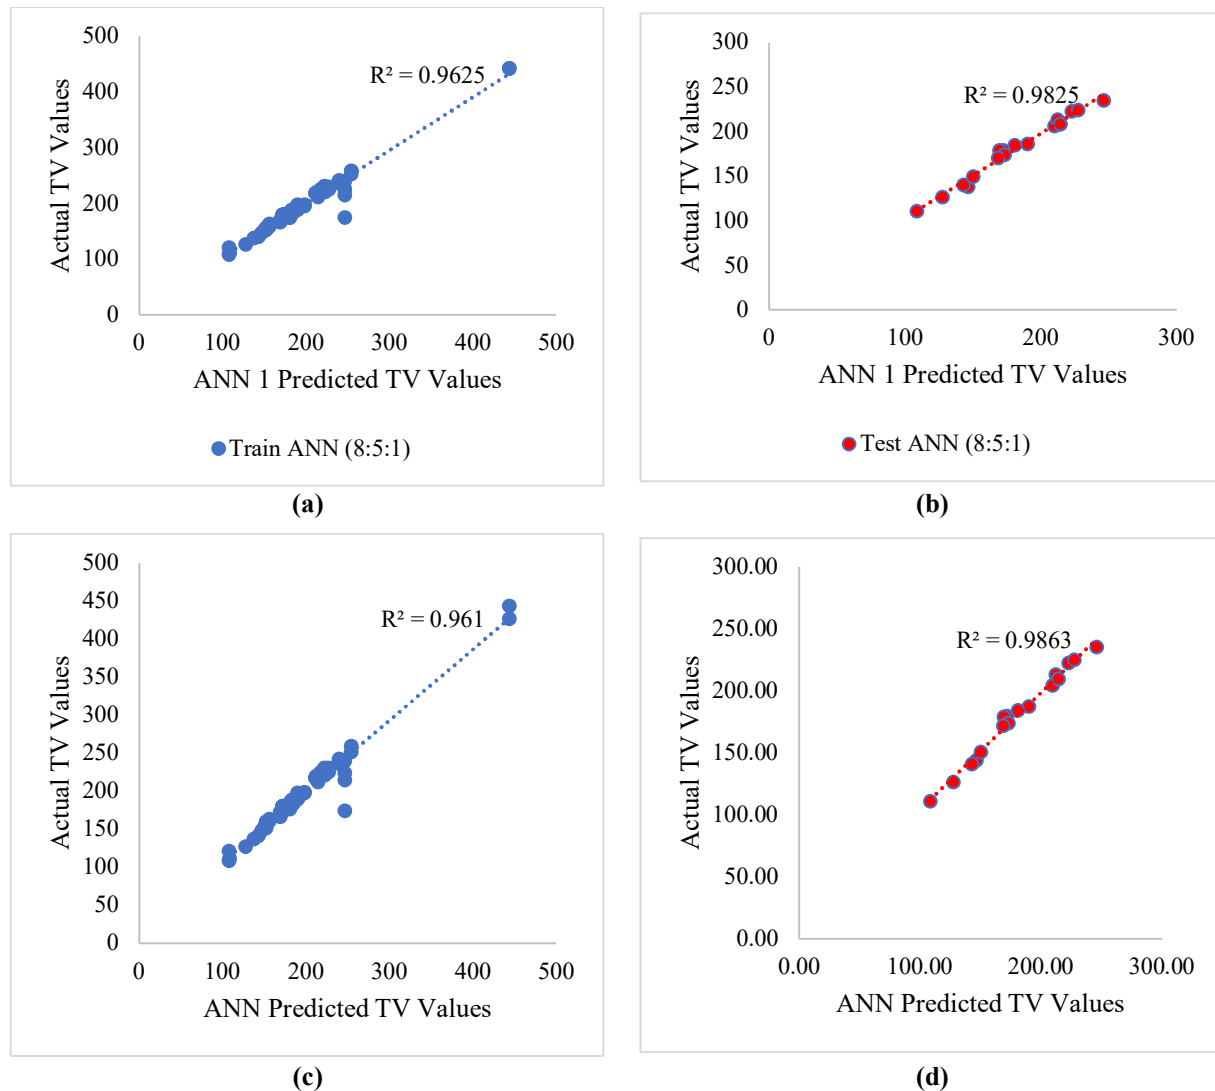 500
400
300
200
100
0
0 100 200 300 400 500
Actual TV Values
R² = 0.9625
ANN 1 Predicted TV Values
Train ANN (8:5:1)
(a)
300
250
200
150
100
50
0
0 100 200 300
Actual TV Values
R² = 0.9825
ANN 1 Predicted TV Values
Test ANN (8:5:1)
(b)
500
450
400
350
300
250
200
150
100
50
0
0 100 200 300 400 500
Actual TV Values
R² = 0.961
ANN Predicted TV Values
(c)
300.00
250.00
200.00
150.00
100.00
50.00
0.00
0.00 100.00 200.00 300.00
Actual TV Values
R² = 0.9863
ANN Predicted TV Values
(d)